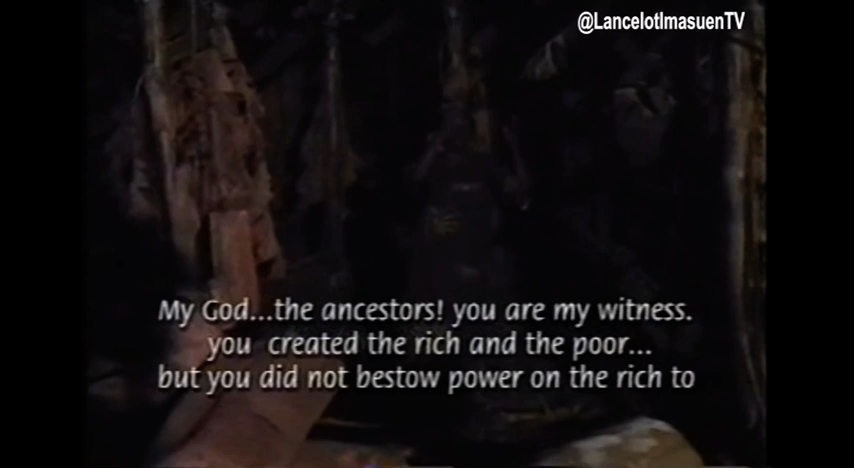 @LancelotImasuenTV
My God...the ancestors! you are my witness.
you created the rich and the poor...
but you did not bestow power on the rich to